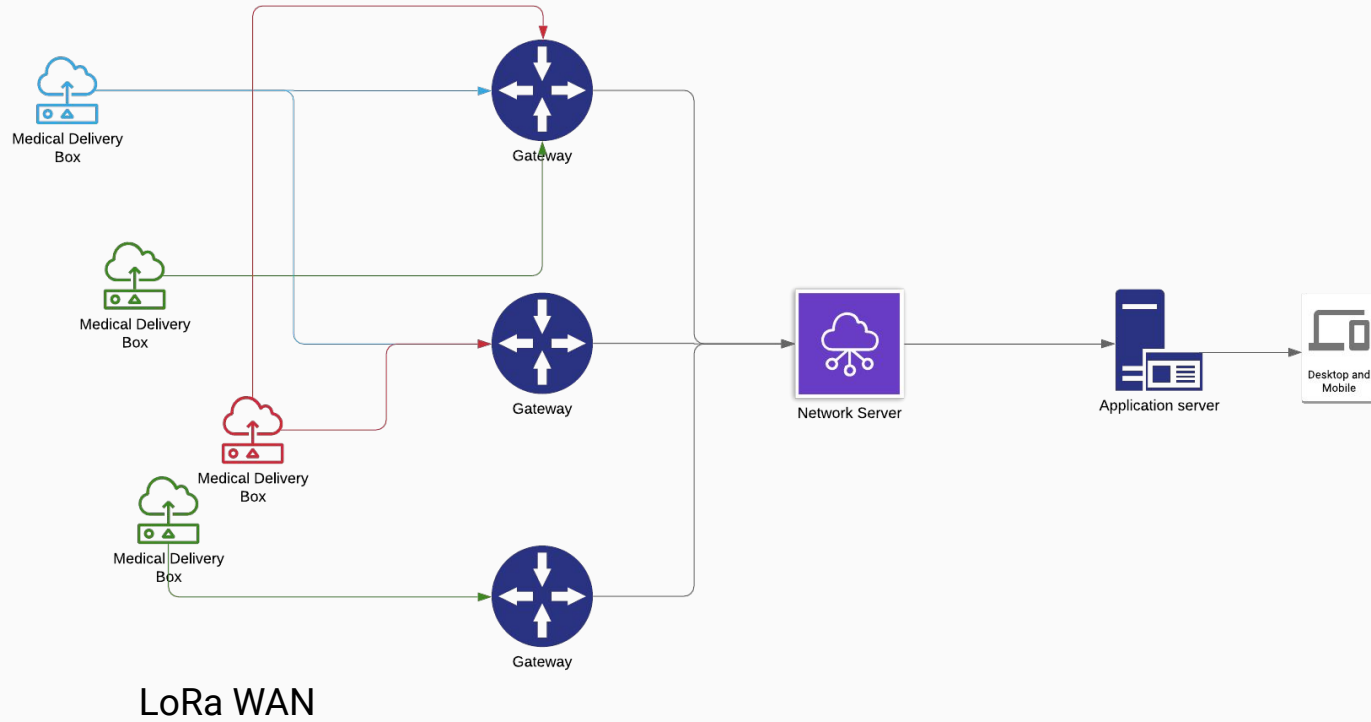 Medical Delivery
Box
Gateway
Medical Delivery
Box
Gateway
Network Server
Application server
Desktop and
Mobile
Medical Delivery
Box
Medical Delivery
Box
Gateway
LoRa WAN